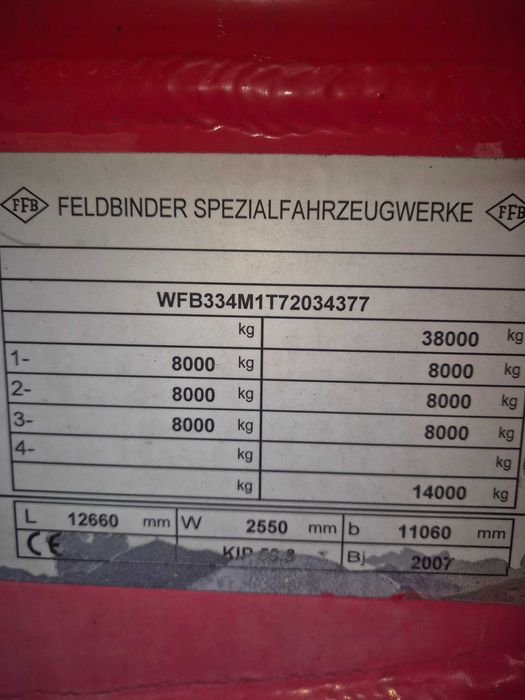 FFB FELDBINDER SPEZIALFAHRZEUGWERKE FFB
WFB334M1T72034377
kg 38000 kg
1- 8000 kg 8000 kg
2- 8000 kg 8000 kg
3- 8000 kg 8000 kg
4- kg kg
kg 14000 kg
L 12660 mm W 2550 mm b 11060 mm
CE KIP Bj 2007